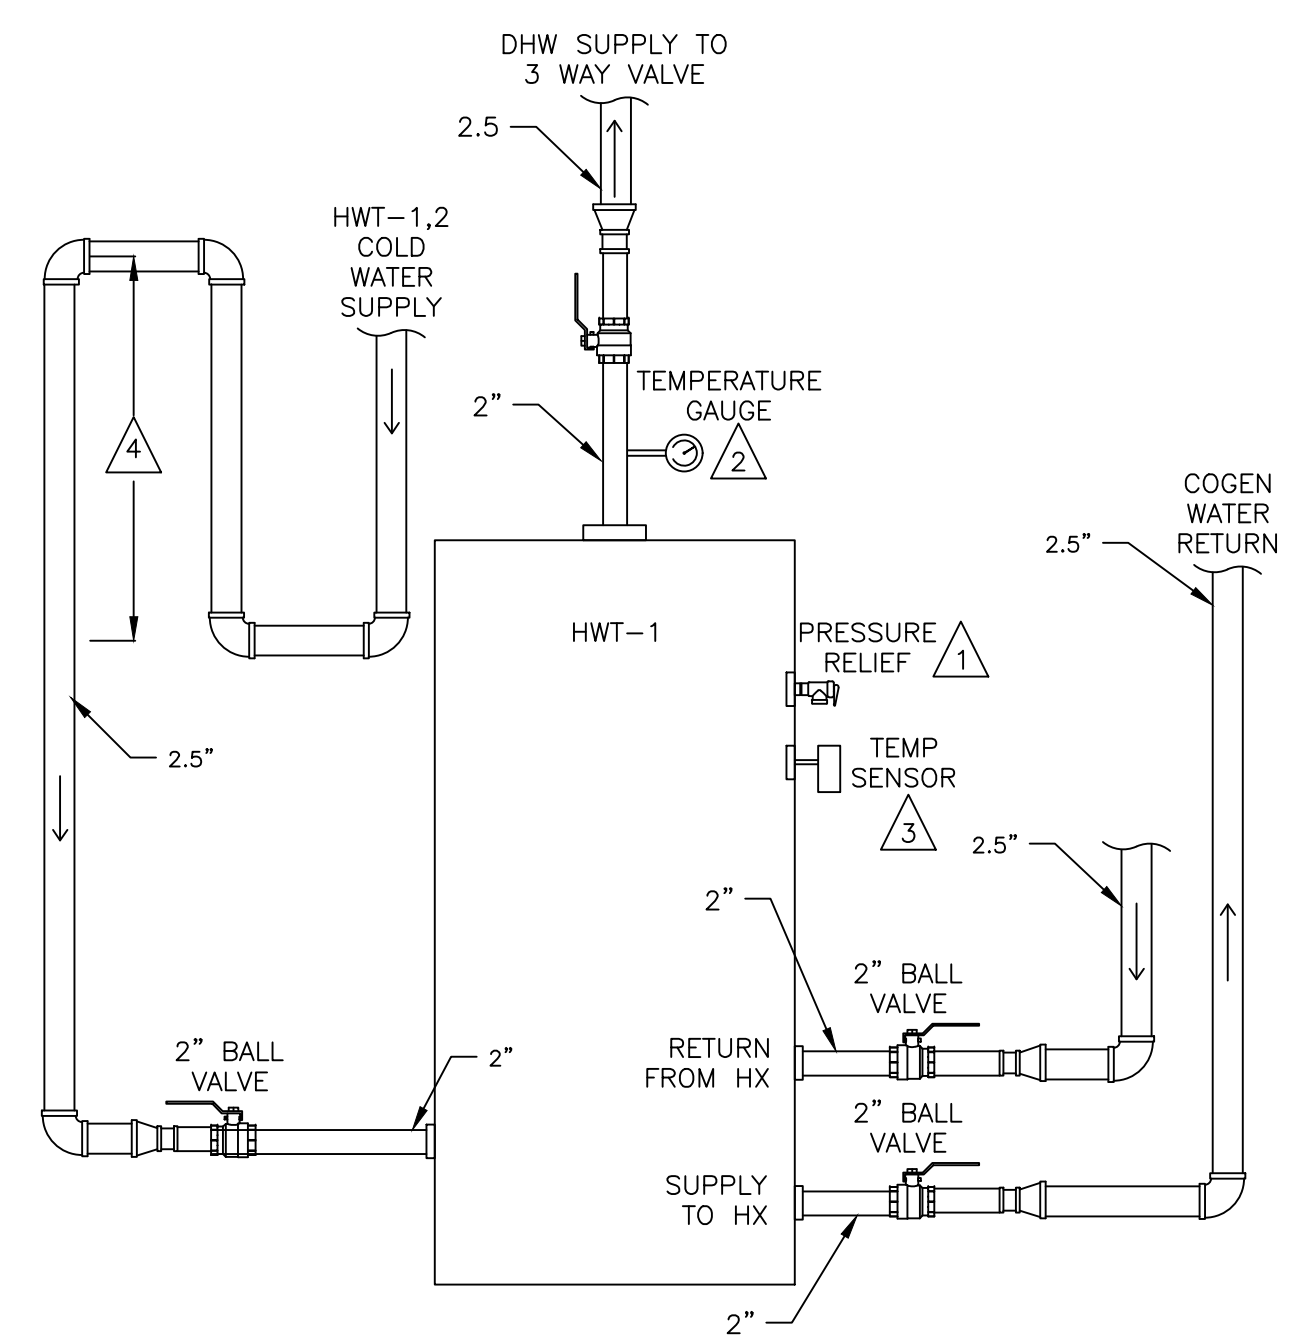 DHW SUPPLY TO
3 WAY VALVE
2.5
HWT-1,2
COLD
WATER
SUPPLY
TEMPERATURE
GAUGE
2"
2
4
COGEN
WATER
RETURN
2.5"
HWT-1
PRESSURE
RELIEF
1
2.5"
TEMP
SENSOR
3
2.5"
2"
2" BALL
VALVE
2" BALL
VALVE
2"
RETURN
FROM HX
2" BALL
VALVE
SUPPLY
TO HX
2"